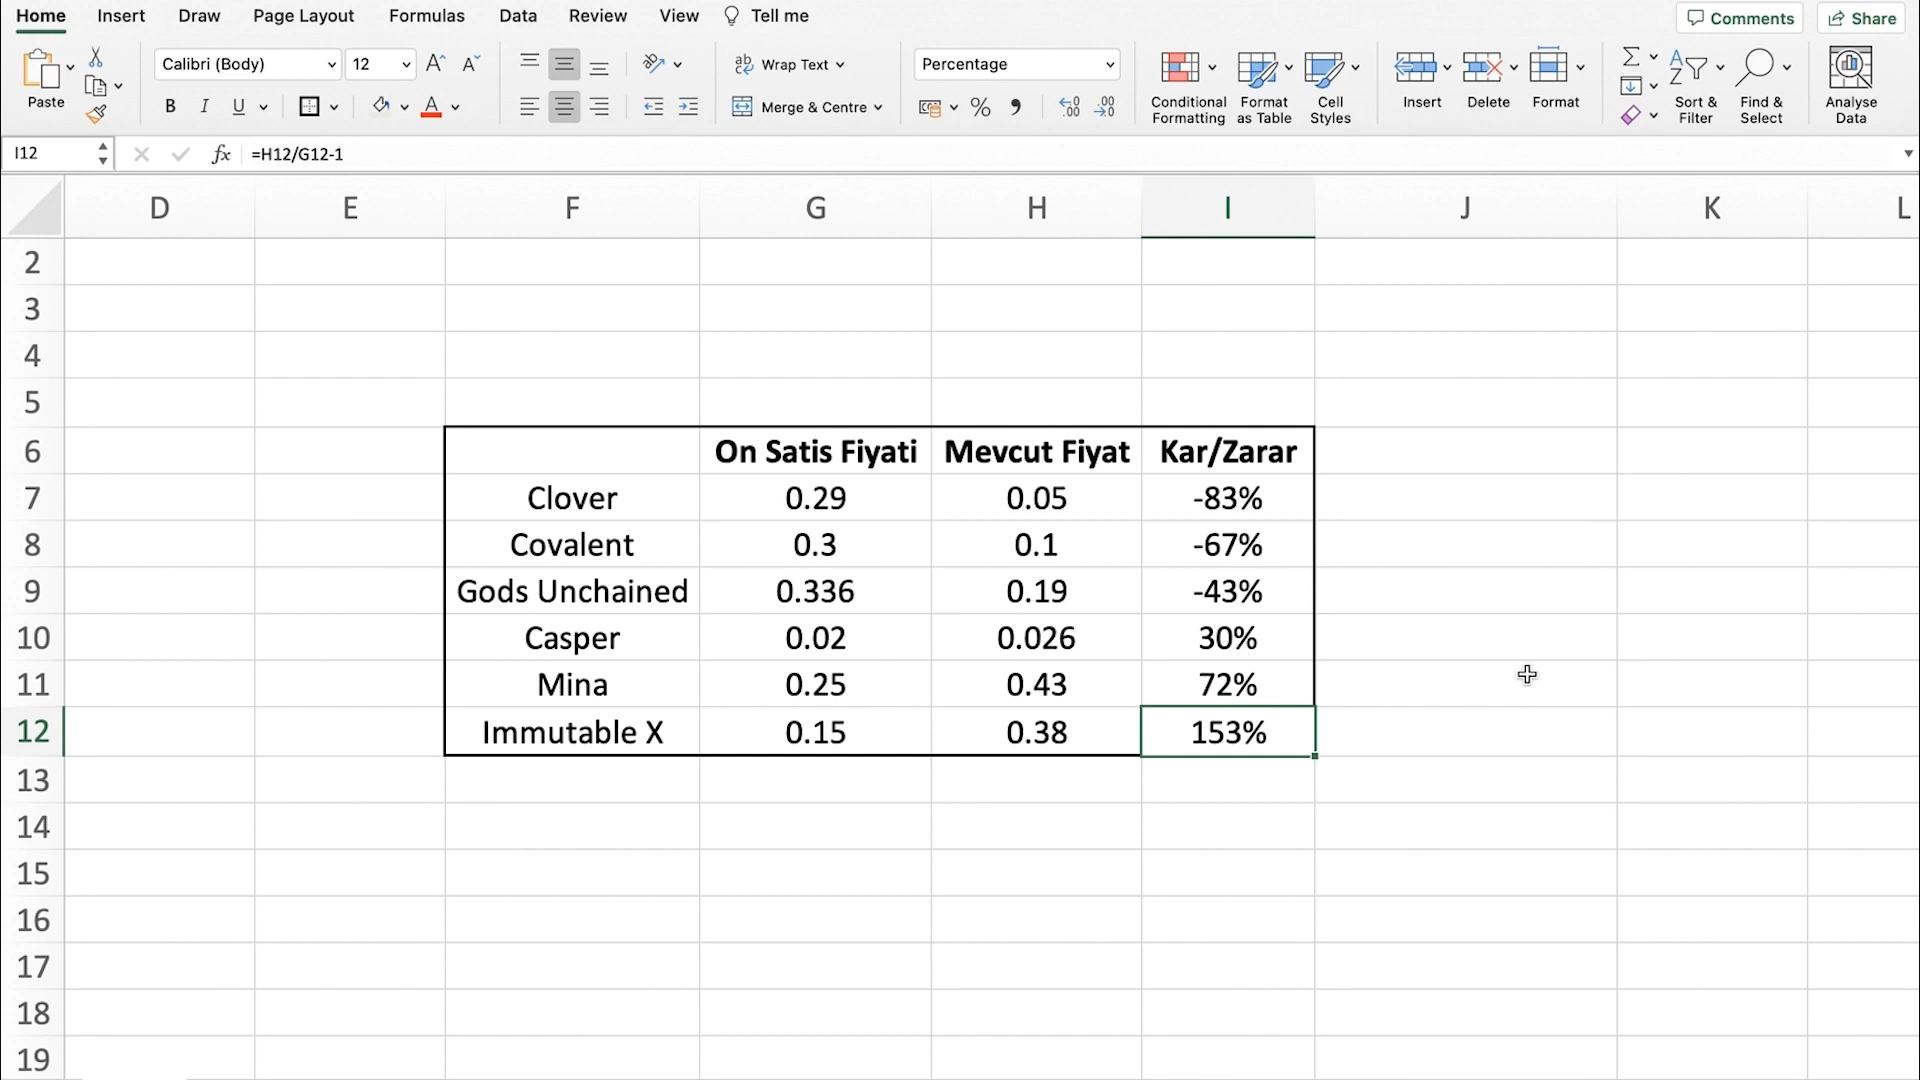 Home Insert Draw Page Layout Formulas Data Review View Tell me Comments Share
Paste
Calibri (Body) 12
B I U A
Wrap Text
Merge & Centre
Percentage
Conditional Formatting
Format as Table
Cell Styles
Insert
Delete
Format
Sort & Filter
Find & Select
Analyse Data
I12 fx =H12/G12-1
D E F G H I J K L
2
3
4
5
6 On Satis Fiyati Mevcut Fiyat Kar/Zarar
7 Clover 0.29 0.05 -83%
8 Covalent 0.3 0.1 -67%
9 Gods Unchained 0.336 0.19 -43%
10 Casper 0.02 0.026 30%
11 Mina 0.25 0.43 72%
12 Immutable X 0.15 0.38 153%
13
14
15
16
17
18
19